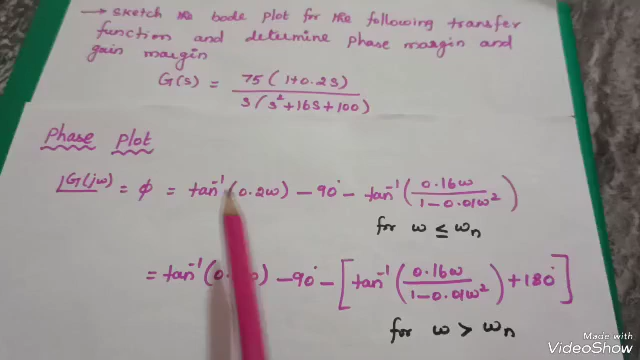 → Sketch the bode plot for the following transfer
function and determine phase margin and
gain margin
G(s) = 75(1+0.2s) / s(s²+16s+100)
Phase Plot
∠G(jω) = φ = tan⁻¹(0.2ω) − 90° − tan⁻¹(0.16ω / 1−0.01ω²)
for ω ≤ ωn
= tan⁻¹(0. ) − 90° − [tan⁻¹(0.16ω / 1−0.01ω²) + 180°]
for ω > ωn
Made with
VideoShow